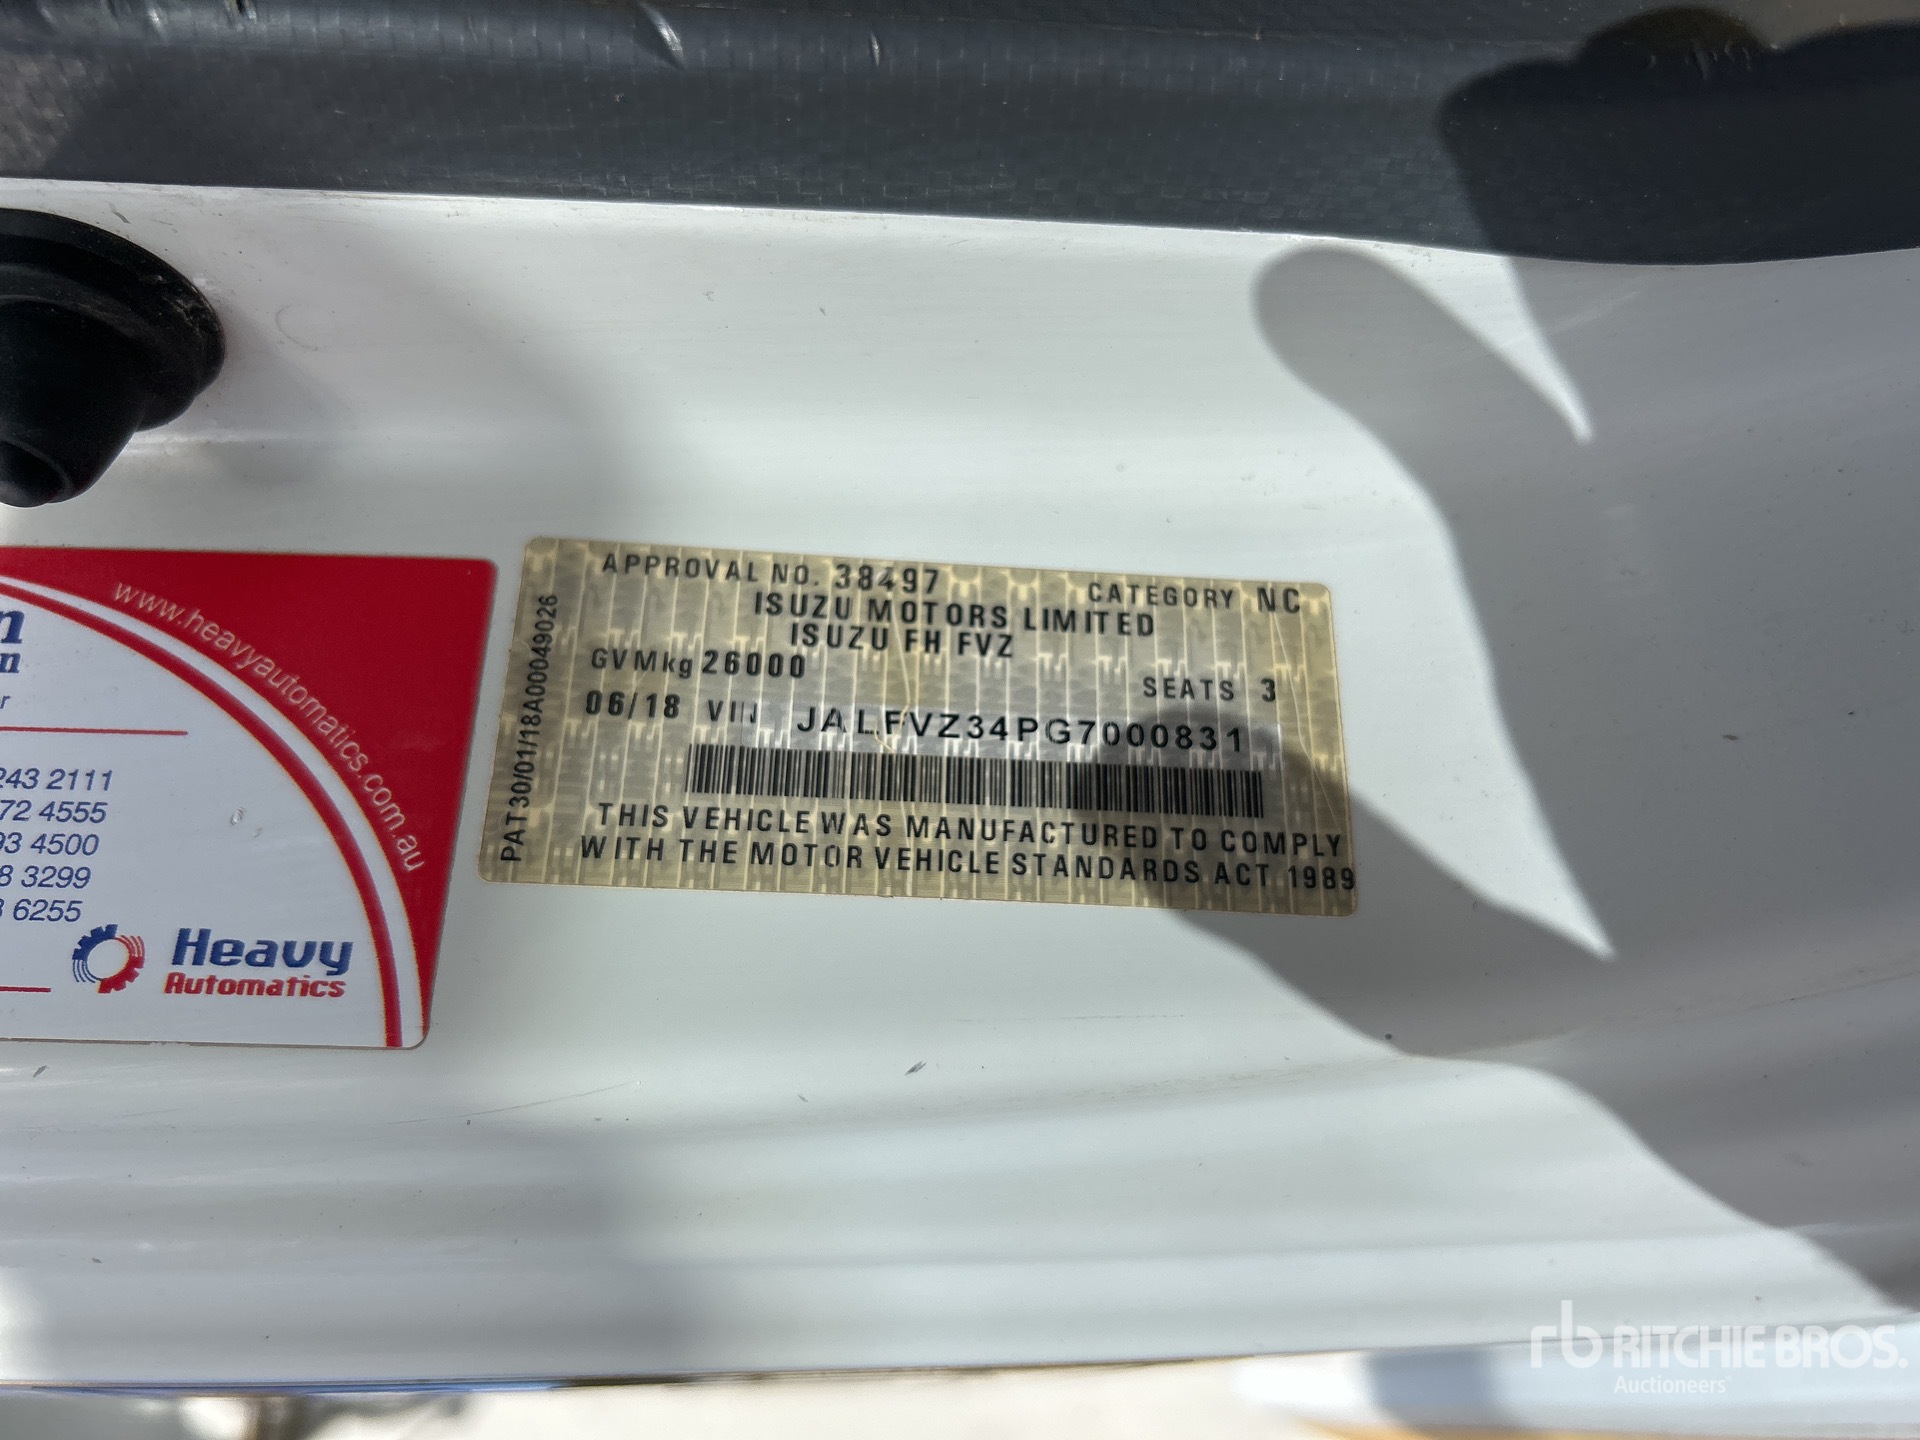 www.heavyautomatics.com.au
n
n
r
243 2111
72 4555
93 4500
8 3299
6255
Heavy
Automatics
APPROVAL NO. 38497 CATEGORY NC
ISUZU MOTORS LIMITED
ISUZU FH FVZ
GVMkg 26000 SEATS 3
06/18 VIN JALFVZ34PG7000831
THIS VEHICLE WAS MANUFACTURED TO COMPLY
WITH THE MOTOR VEHICLE STANDARDS ACT 1989
PAT30/01/18A00049026
rb RITCHIE BROS.
Auctioneers